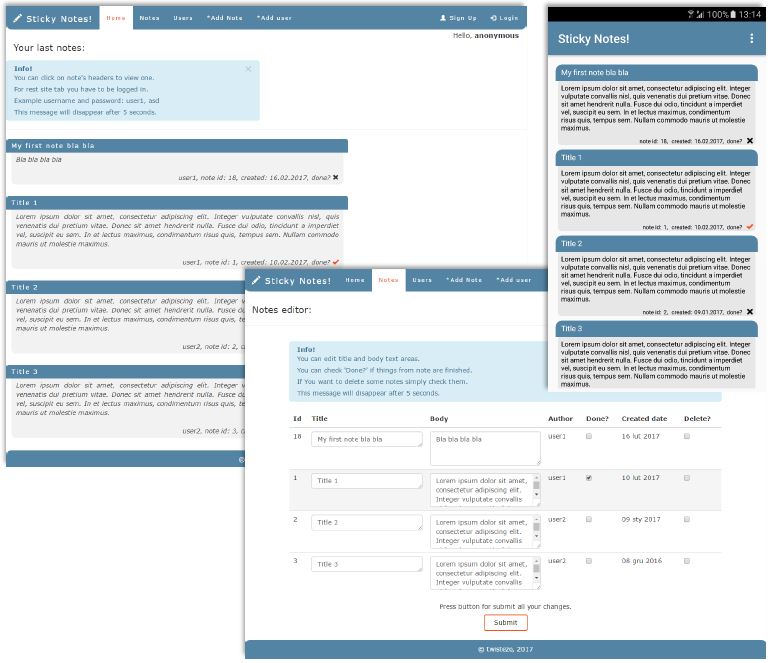 Sticky Notes!
Home
Notes
Users
*Add Note
*Add user
Sign Up
Login
Hello, anonymous
Your last notes:
Info!
You can click on note's headers to view one.
For rest site tab you have to be logged in.
Example username and password: user1, asd
This message will disappear after 5 seconds.
My first note bla bla
Bla bla bla bla
user1, note id: 18, created: 16.02.2017, done?
Title 1
Lorem ipsum dolor sit amet, consectetur adipiscing elit. Integer vulputate convallis nisl, quis
venenatis dui pretium vitae. Donec sit amet hendrerit nulla. Fusce dui odio, tincidunt a imperdiet
vel, suscipit eu sem. In et lectus maximus, condimentum risus quis, tempus sem. Nullam commodo
mauris ut molestie maximus.
user1, note id: 1, created: 10.02.2017, done?
Title 2
Lorem ipsum dolor sit amet, consectetur a
venenatis dui pretium vitae. Donec sit amet h
vel, suscipit eu sem. In et lectus maximus, co
mauris ut molestie maximus.
user2, note id: 2, c
Title 3
Lorem ipsum dolor sit amet, consectetur a
venenatis dui pretium vitae. Donec sit amet h
vel, suscipit eu sem. In et lectus maximus, co
mauris ut molestie maximus.
user2, note id: 3, c
©
100% 13:14
Sticky Notes!
My first note bla bla
Lorem ipsum dolor sit amet, consectetur adipiscing elit. Integer
vulputate convallis nisl, quis venenatis dui pretium vitae. Donec
sit amet hendrerit nulla. Fusce dui odio, tincidunt a imperdiet
vel, suscipit eu sem. In et lectus maximus, condimentum
risus quis, tempus sem. Nullam commodo mauris ut molestie
maximus.
note id: 18, created: 16.02.2017, done?
Title 1
Lorem ipsum dolor sit amet, consectetur adipiscing elit. Integer
vulputate convallis nisl, quis venenatis dui pretium vitae. Donec
sit amet hendrerit nulla. Fusce dui odio, tincidunt a imperdiet
vel, suscipit eu sem. In et lectus maximus, condimentum
risus quis, tempus sem. Nullam commodo mauris ut molestie
maximus.
note id: 1, created: 10.02.2017, done?
Title 2
Lorem ipsum dolor sit amet, consectetur adipiscing elit. Integer
vulputate convallis nisl, quis venenatis dui pretium vitae. Donec
sit amet hendrerit nulla. Fusce dui odio, tincidunt a imperdiet
vel, suscipit eu sem. In et lectus maximus, condimentum
risus quis, tempus sem. Nullam commodo mauris ut molestie
maximus.
note id: 2, created: 09.01.2017, done?
Title 3
Lorem ipsum dolor sit amet, consectetur adipiscing elit. Integer
vulputate convallis nisl, quis venenatis dui pretium vitae. Donec
sit amet hendrerit nulla. Fusce dui odio, tincidunt a imperdiet
vel, suscipit eu sem. In et lectus maximus, condimentum
risus quis, tempus sem. Nullam commodo mauris ut molestie
maximus.
Sticky Notes!
Home
Notes
Users
*Add Note
*Add user
Notes editor:
Info!
You can edit title and body text areas.
You can check 'Done?' if things from note are finished.
If You want to delete some notes simply check them.
This message will disappear after 5 seconds.
Id Title Body Author Done? Created date Delete?
18 My first note bla bla Bla bla bla bla user1 16 lut 2017
1 Title 1 Lorem ipsum dolor sit amet, user1 10 lut 2017
consectetur adipiscing elit.
Integer vulputate convallis
2 Title 2 Lorem ipsum dolor sit amet, user2 09 sty 2017
consectetur adipiscing elit.
Integer vulputate convallis
3 Title 3 Lorem ipsum dolor sit amet, user2 08 gru 2016
consectetur adipiscing elit.
Integer vulputate convallis
Press button for submit all your changes.
Submit
© twistezo, 2017